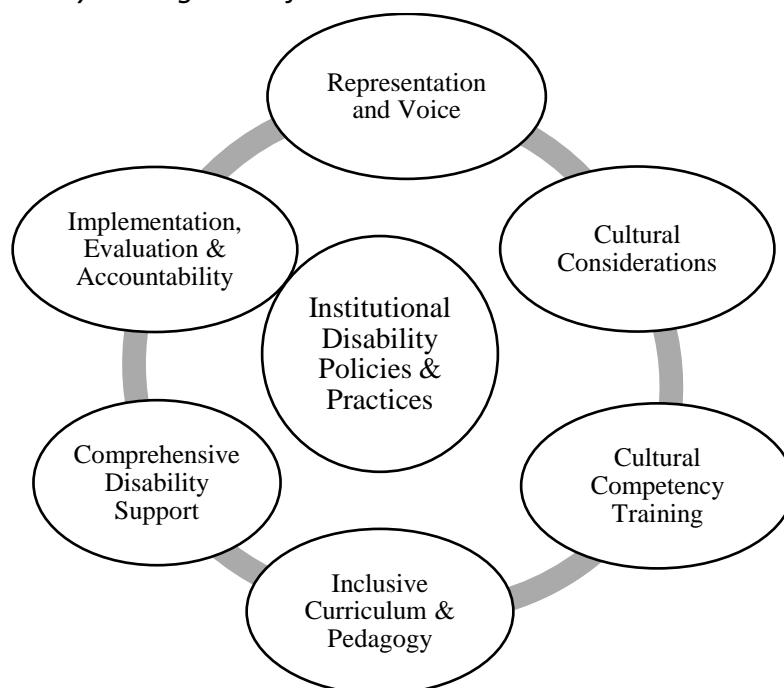 Representation
and Voice
Cultural
Considerations
Cultural
Competency
Training
Inclusive
Curriculum &
Pedagogy
Comprehensive
Disability
Support
Implementation,
Evaluation &
Accountability
Institutional
Disability
Policies &
Practices